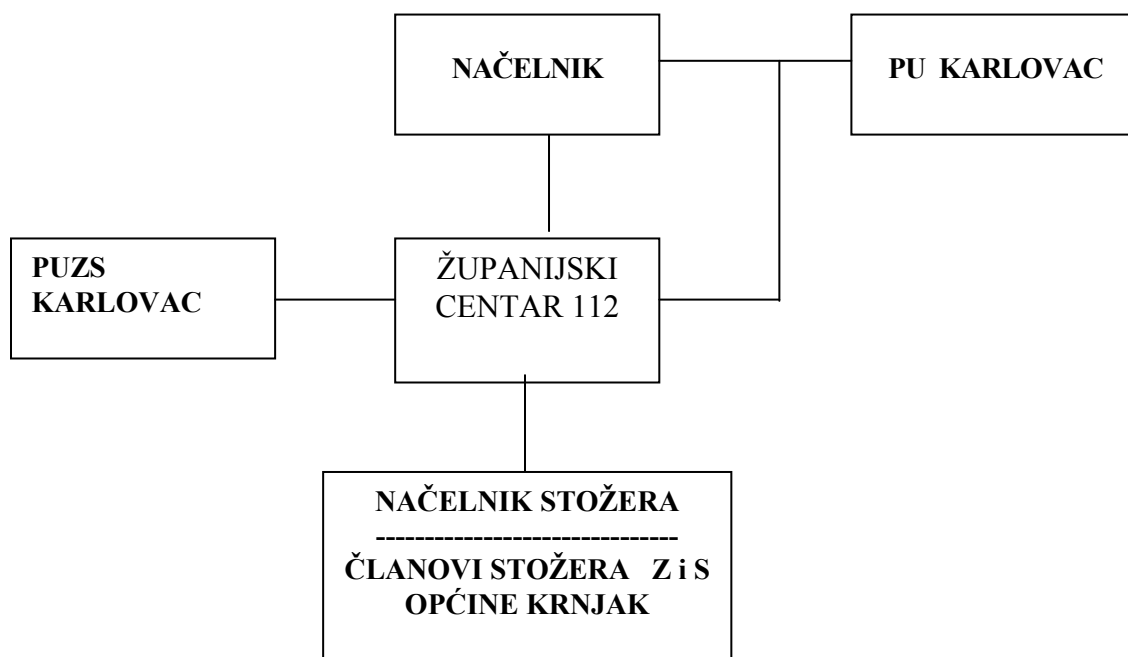 NAČELNIK
PU KARLOVAC
PUZS
KARLOVAC
ŽUPANIJSKI
CENTAR 112
NAČELNIK STOŽERA
-------------------------------
ČLANOVI STOŽERA Z i S
OPĆINE KRNJAK